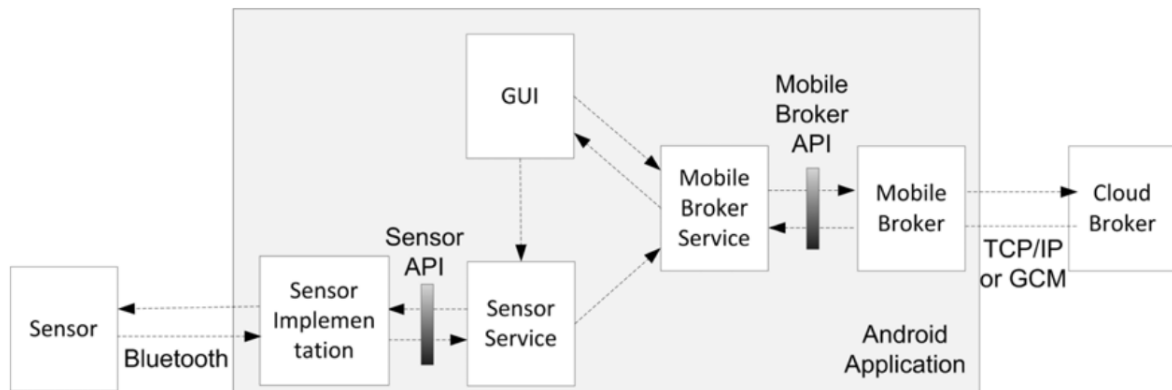 GUI
Mobile
Broker
API
Mobile
Broker
Service
Mobile
Broker
Cloud
Broker
TCP/IP
or GCM
Sensor
API
Sensor
Bluetooth
Sensor
Implemen
tation
Sensor
Service
Android
Application